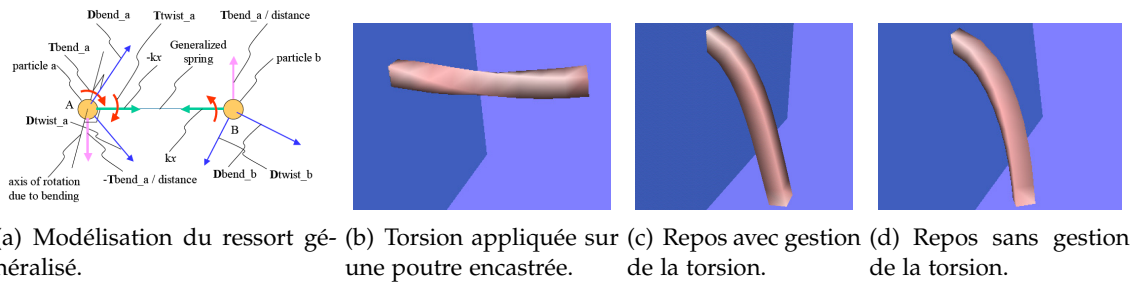 Dbend_a
Ttwist_a
Tbend_a / distance
Tbend_a
-kx
Generalized
spring
particle b
particle a
A
B
Dtwist_a
kx
axis of rotation
due to bending
-Tbend_a / distance
Dbend_b
Dtwist_b
(a) Modélisation du ressort gé-
néralisé.
(b) Torsion appliquée sur
une poutre encastrée.
(c) Repos avec gestion
de la torsion.
(d) Repos sans gestion
de la torsion.